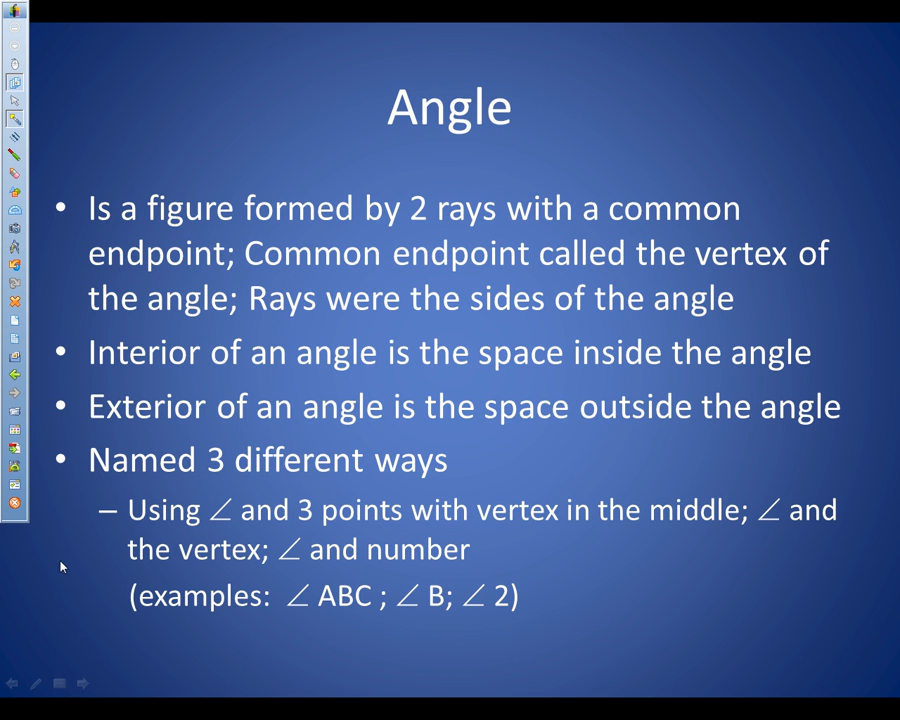 Angle
• Is a figure formed by 2 rays with a common
endpoint; Common endpoint called the vertex of
the angle; Rays were the sides of the angle
• Interior of an angle is the space inside the angle
• Exterior of an angle is the space outside the angle
• Named 3 different ways
– Using ∠ and 3 points with vertex in the middle; ∠ and
the vertex; ∠ and number
(examples: ∠ ABC ; ∠ B; ∠ 2)